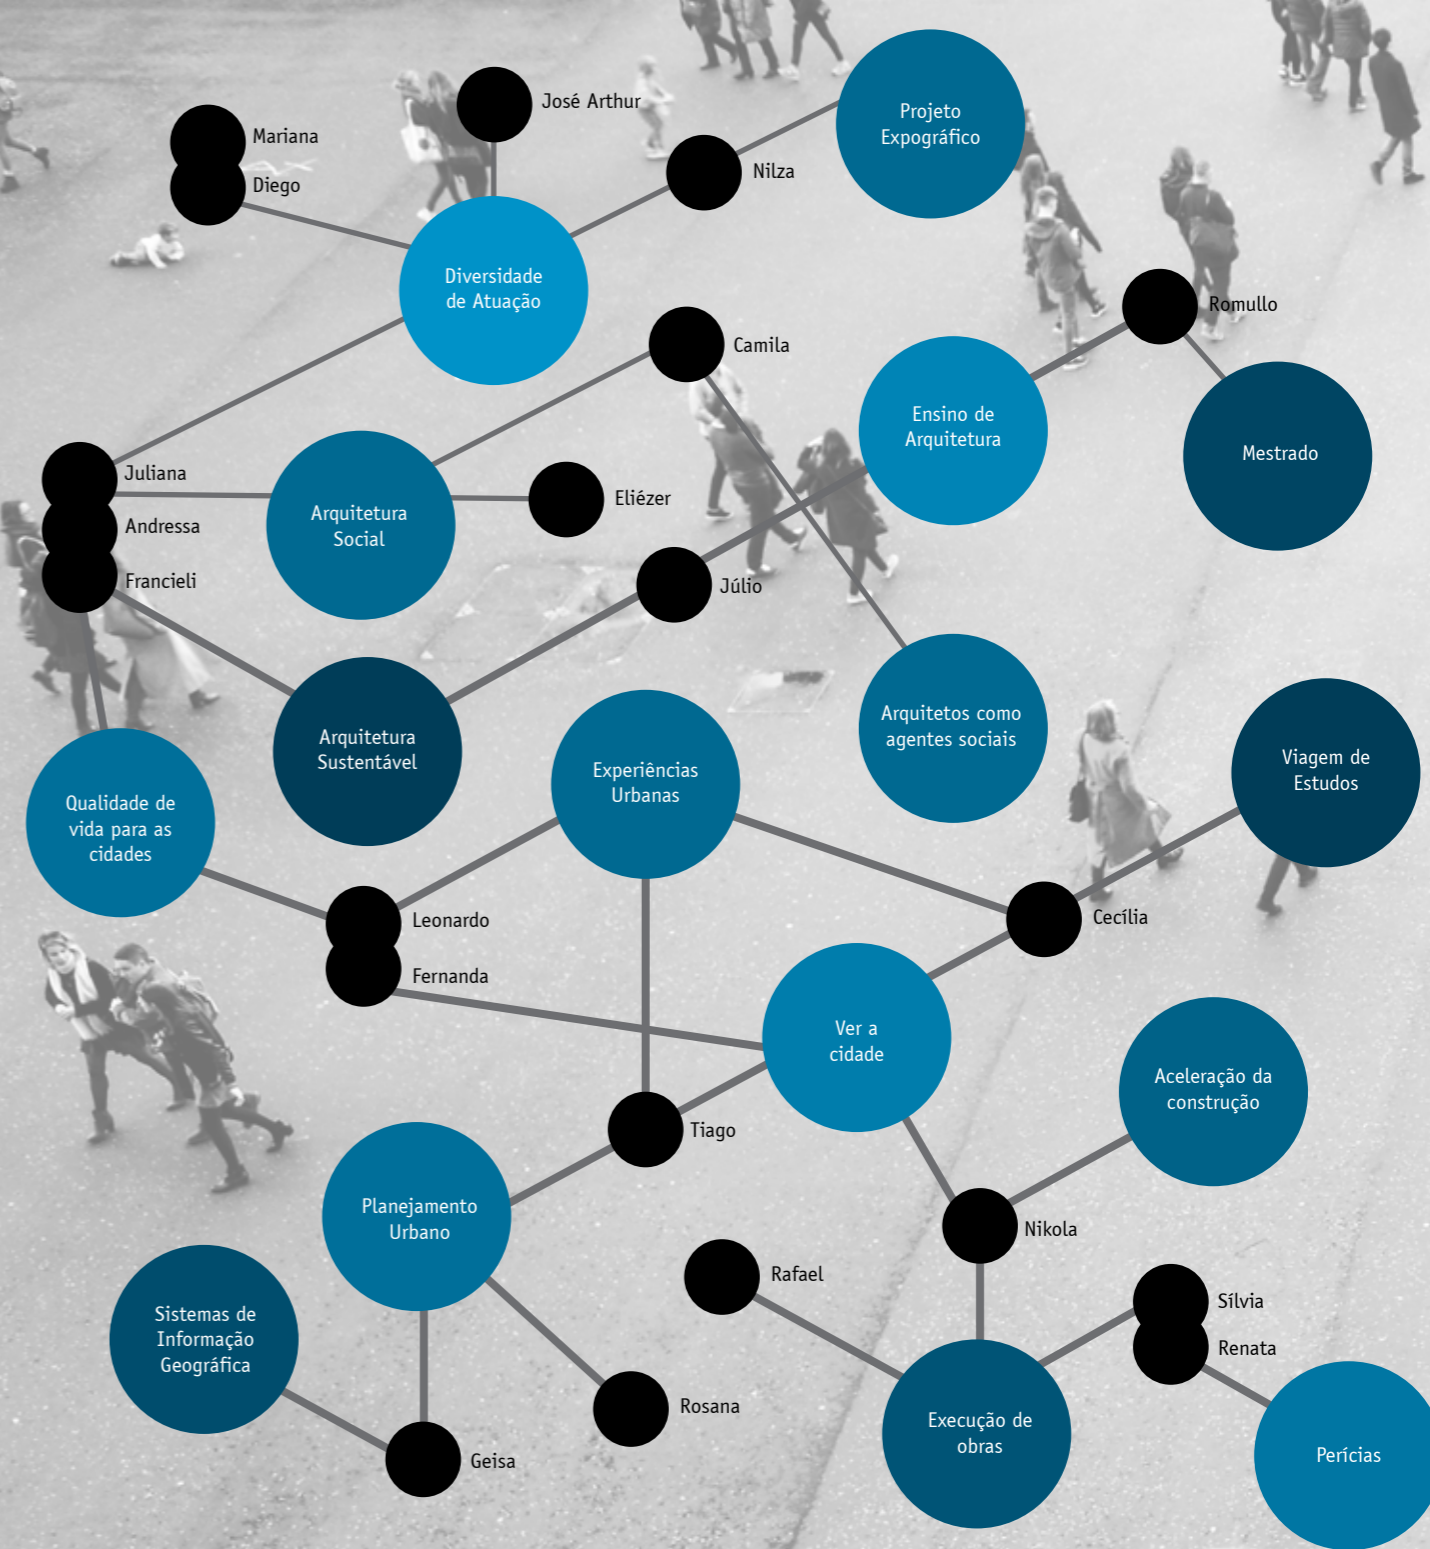 Projeto
Expográfico
José Arthur
Mariana
Diego
Nilza
Diversidade
de Atuação
Romullo
Camila
Ensino de
Arquitetura
Mestrado
Juliana
Andressa
Francieli
Arquitetura
Social
Eliézer
Júlio
Arquitetos como
agentes sociais
Arquitetura
Sustentável
Experiências
Urbanas
Viagem de
Estudos
Qualidade de
vida para as
cidades
Leonardo
Fernanda
Cecília
Ver a
cidade
Aceleração da
construção
Tiago
Planejamento
Urbano
Nikola
Rafael
Sílvia
Renata
Sistemas de
Informação
Geográfica
Rosana
Geisa
Execução de
obras
Perícias